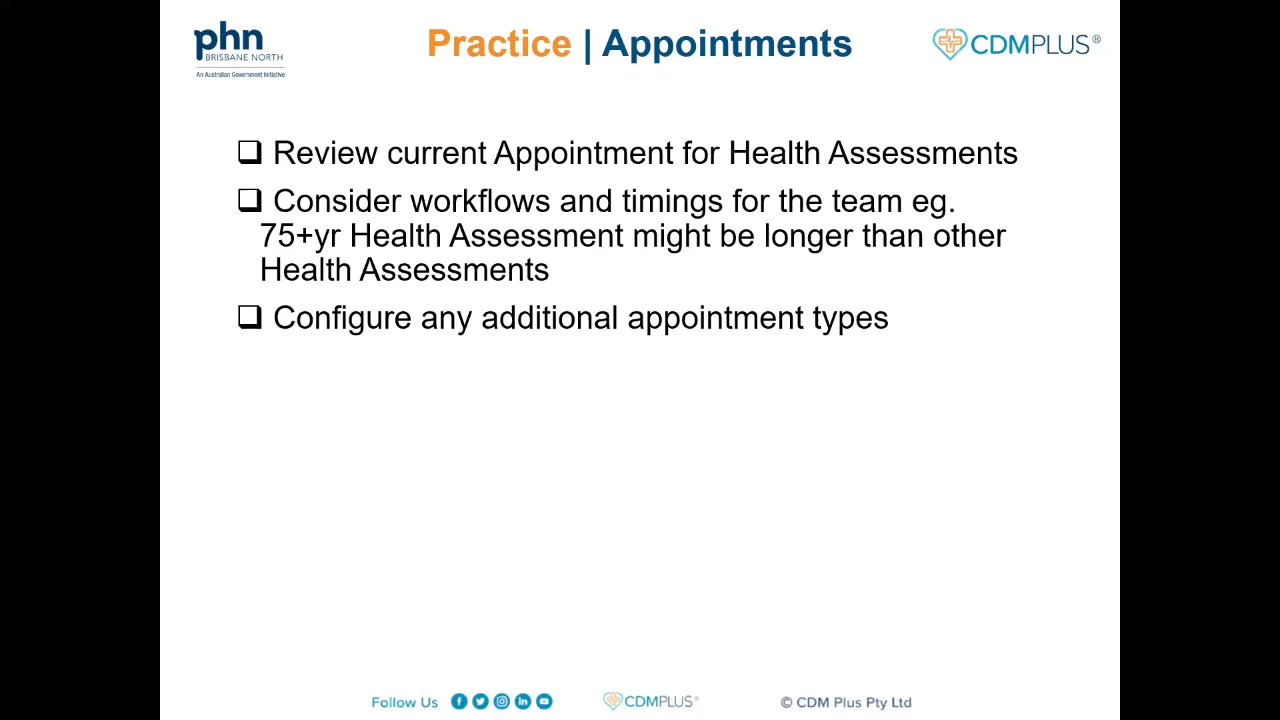 phn
BRISBANE NORTH
An Australian Government Initiative
Practice | Appointments
CDMPLUS®
❑ Review current Appointment for Health Assessments
❑ Consider workflows and timings for the team eg.
75+yr Health Assessment might be longer than other
Health Assessments
❑ Configure any additional appointment types
Follow Us
CDMPLUS®
© CDM Plus Pty Ltd